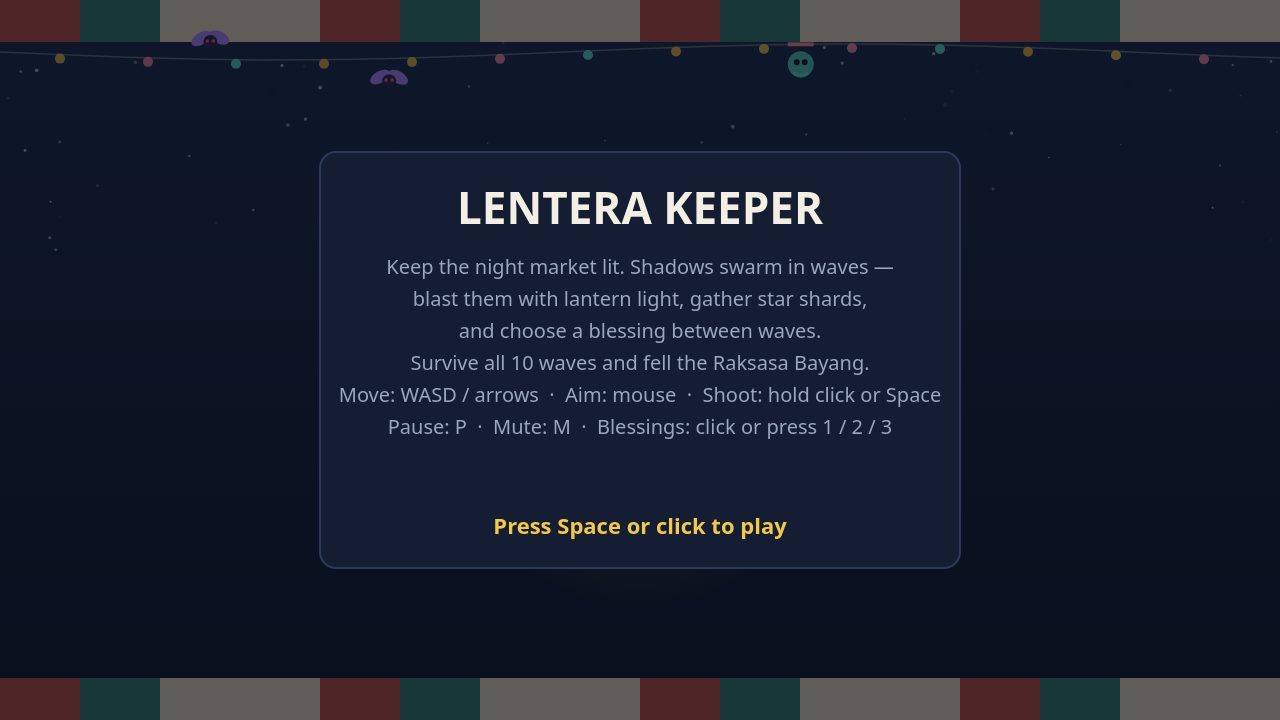 LENTERA KEEPER
Keep the night market lit. Shadows swarm in waves —
blast them with lantern light, gather star shards,
and choose a blessing between waves.
Survive all 10 waves and fell the Raksasa Bayang.
Move: WASD / arrows · Aim: mouse · Shoot: hold click or Space
Pause: P · Mute: M · Blessings: click or press 1 / 2 / 3
Press Space or click to play